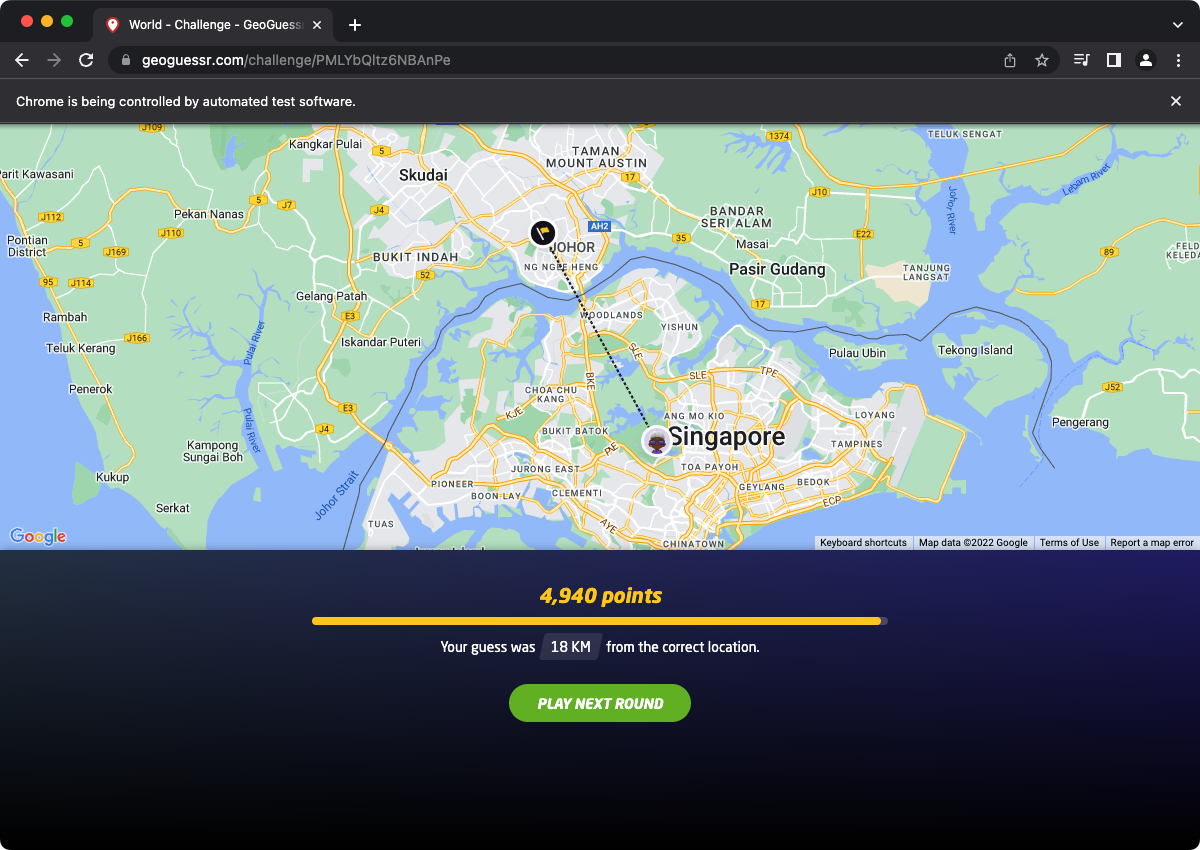 World - Challenge - GeoGuess
geoguessr.com/challenge/PMLYbQltz6NBAnPe
Chrome is being controlled by automated test software.
J109
Kangkar Pulai
5
TAMAN
MOUNT AUSTIN
1374
TELUK SENGAT
Parit Kawasani
Skudai
17
J10
Lebam River
Johor River
J112
Pekan Nanas
5
J7
J4
AH2
BANDAR
SERI ALAM
Pontian
District
5
J169
J110
JOHOR
35
Masai
E22
89
FELD
KELEDA
BUKIT INDAH
52
NG NGEE HENG
Pasir Gudang
TANJUNG
LANGSAT
95
J114
Gelang Patah
17
Rambah
E3
WOODLANDS
YISHUN
J166
Teluk Kerang
Pulai River
Iskandar Puteri
SLE
Pulau Ubin
Tekong Island
Penerok
BKE
SLE
TPE
J52
CHOA CHU
KANG
E3
KJE
ANG MO KIO
LOYANG
Pengerang
J4
Pulai River
BUKIT BATOK
Singapore
TAMPINES
Kampong
Sungai Boh
PIE
Kukup
JURONG EAST
TOA PAYOH
Johor Strait
PIONEER
BOON LAY
CLEMENTI
GEYLANG
BEDOK
ECP
Serkat
TUAS
AYE
CHINATOWN
Google
Keyboard shortcuts
Map data ©2022 Google
Terms of Use
Report a map error
4,940 points
Your guess was 18 KM from the correct location.
PLAY NEXT ROUND